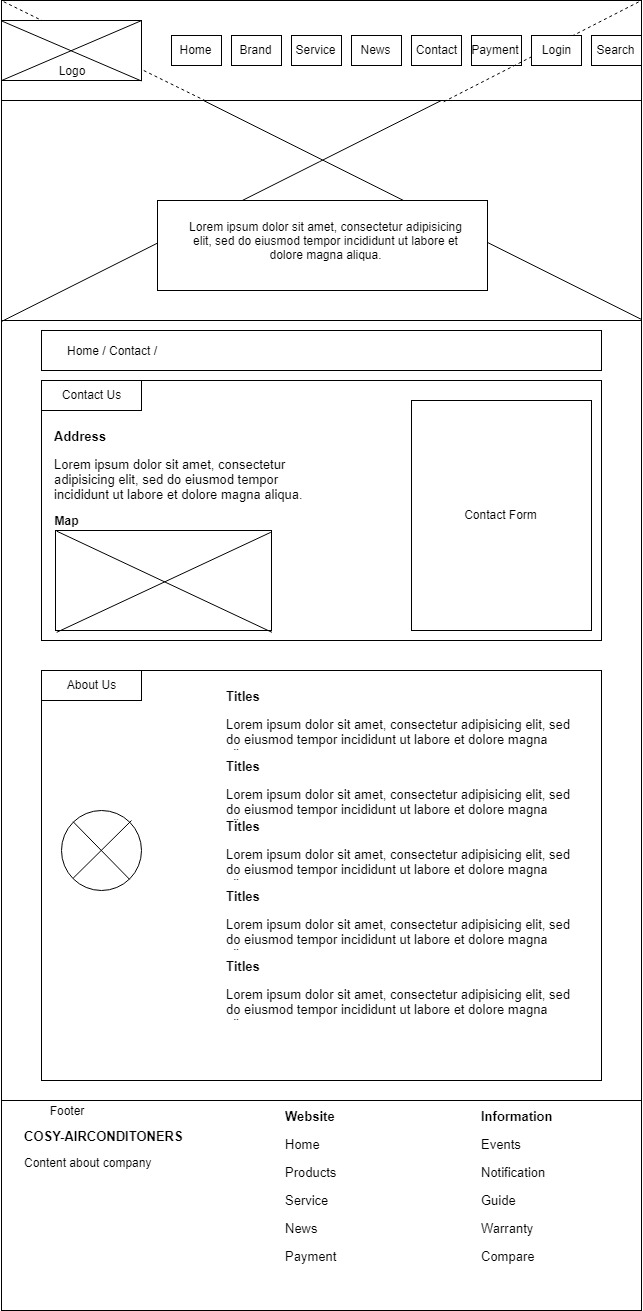 Logo
Home
Brand
Service
News
Contact
Payment
Login
Search
Lorem ipsum dolor sit amet, consectetur adipisicing
elit, sed do eiusmod tempor incididunt ut labore et
dolore magna aliqua.
Home / Contact /
Contact Us
Address
Lorem ipsum dolor sit amet, consectetur
adipisicing elit, sed do eiusmod tempor
incididunt ut labore et dolore magna aliqua.
Map
Contact Form
About Us
Titles
Lorem ipsum dolor sit amet, consectetur adipisicing elit, sed
do eiusmod tempor incididunt ut labore et dolore magna
Titles
Lorem ipsum dolor sit amet, consectetur adipisicing elit, sed
do eiusmod tempor incididunt ut labore et dolore magna
Titles
Lorem ipsum dolor sit amet, consectetur adipisicing elit, sed
do eiusmod tempor incididunt ut labore et dolore magna
Titles
Lorem ipsum dolor sit amet, consectetur adipisicing elit, sed
do eiusmod tempor incididunt ut labore et dolore magna
Titles
Lorem ipsum dolor sit amet, consectetur adipisicing elit, sed
do eiusmod tempor incididunt ut labore et dolore magna
Footer
COSY-AIRCONDITONERS
Content about company
Website
Home
Products
Service
News
Payment
Information
Events
Notification
Guide
Warranty
Compare